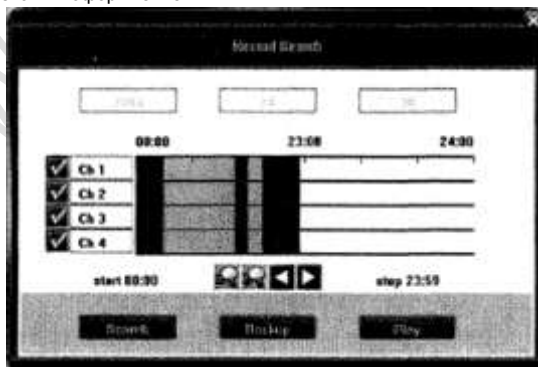 Record Search
00:00 23:08 24:00
Ch 1
Ch 2
Ch 3
Ch 4
start 00:00 stop 23:59
Search Backup Play